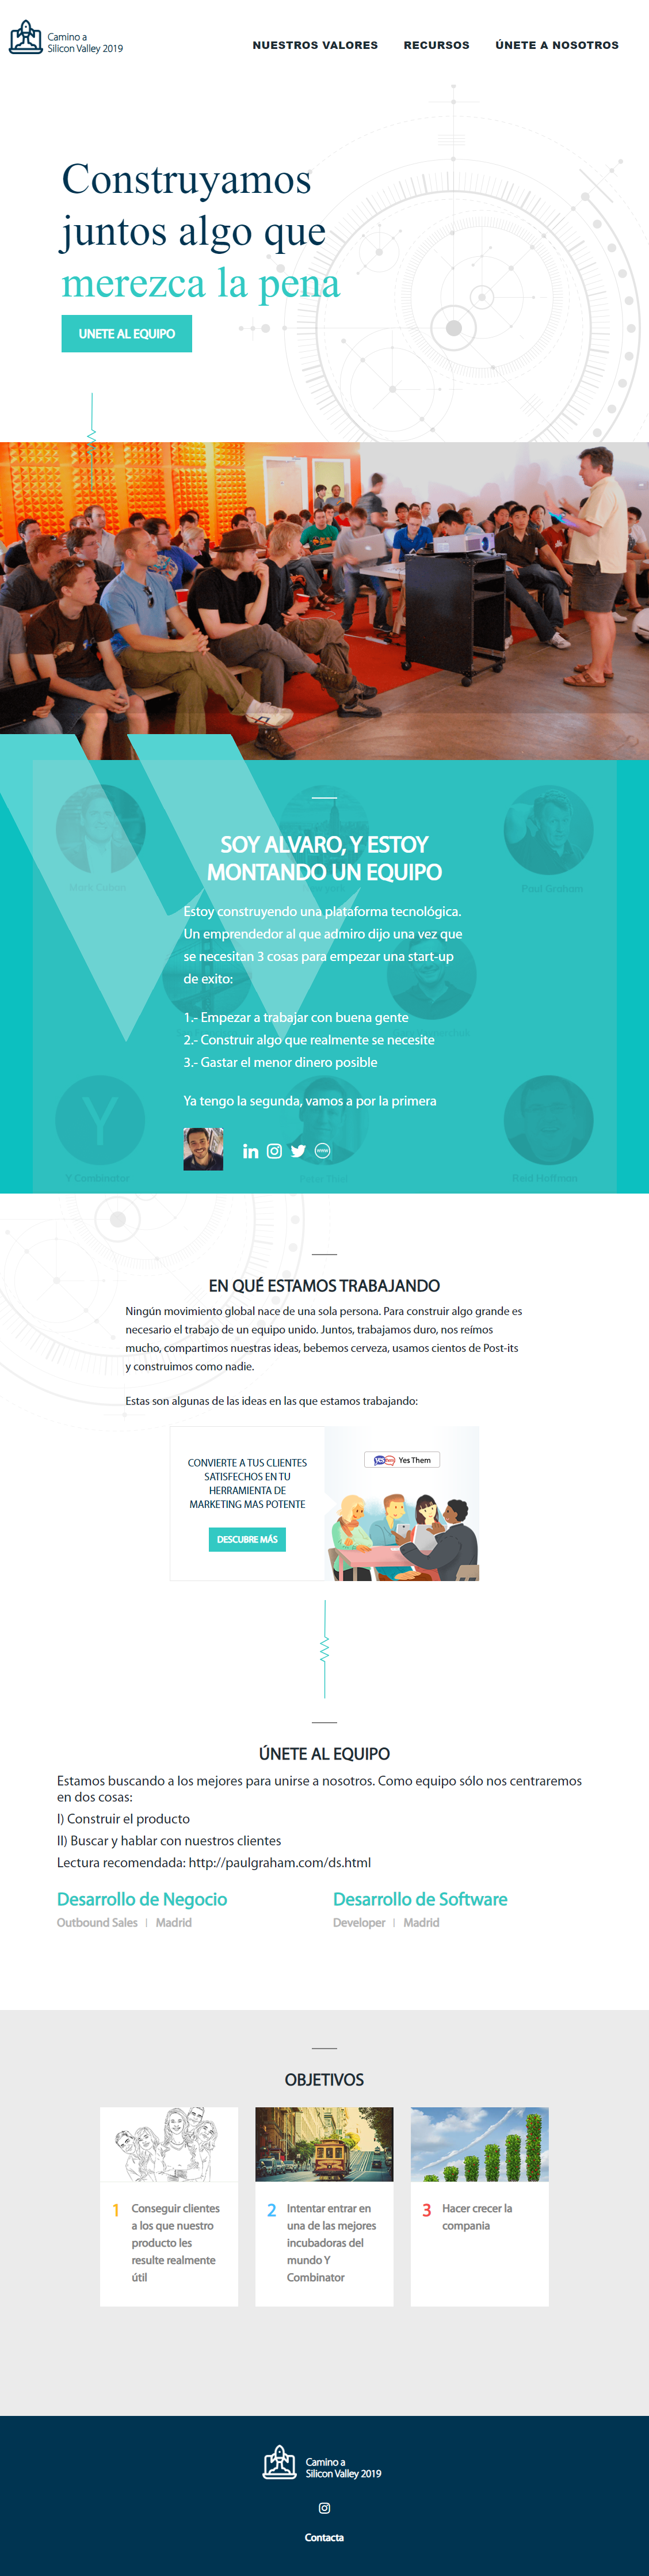 Camino a
Silicon Valley 2019
NUESTROS VALORES
RECURSOS
ÚNETE A NOSOTROS
Construyamos
juntos algo que
merezca la pena
UNETE AL EQUIPO
Mark Cuban
Paul Graham
SOY ALVARO, Y ESTOY
MONTANDO UN EQUIPO
Estoy construyendo una plataforma tecnológica.
Un emprendedor al que admiro dijo una vez que
se necesitan 3 cosas para empezar una start-up
de exito:
1.- Empezar a trabajar con buena gente
2.- Construir algo que realmente se necesite
3.- Gastar el menor dinero posible
Ya tengo la segunda, vamos a por la primera
Y
Y Combinator
Peter Thiel
Reid Hoffman
in
www
EN QUÉ ESTAMOS TRABAJANDO
Ningún movimiento global nace de una sola persona. Para construir algo grande es
necesario el trabajo de un equipo unido. Juntos, trabajamos duro, nos reímos
mucho, compartimos nuestras ideas, bebemos cerveza, usamos cientos de Post-its
y construimos como nadie.
Estas son algunas de las ideas en las que estamos trabajando:
CONVIERTE A TUS CLIENTES
SATISFECHOS EN TU
HERRAMIENTA DE
MARKETING MAS POTENTE
DESCUBRE MÁS
yes
Yes Them
ÚNETE AL EQUIPO
Estamos buscando a los mejores para unirse a nosotros. Como equipo sólo nos centraremos
en dos cosas:
I) Construir el producto
II) Buscar y hablar con nuestros clientes
Lectura recomendada: http://paulgraham.com/ds.html
Desarrollo de Negocio
Outbound Sales | Madrid
Desarrollo de Software
Developer | Madrid
OBJETIVOS
1 Conseguir clientes
a los que nuestro
producto les
resulte realmente
útil
2 Intentar entrar en
una de las mejores
incubadoras del
mundo Y
Combinator
3 Hacer crecer la
compania
Camino a
Silicon Valley 2019
Contacta